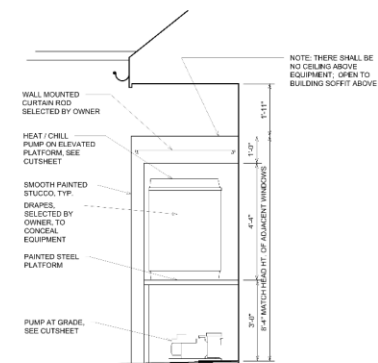 NOTE: THERE SHALL BE
NO CEILING ABOVE
EQUIPMENT; OPEN TO
BUILDING SOFFIT ABOVE
WALL MOUNTED
CURTAIN ROD
SELECTED BY OWNER
HEAT / CHILL
PUMP ON ELEVATED
PLATFORM, SEE
CUTSHEET
SMOOTH PAINTED
STUCCO, TYP.
DRAPES,
SELECTED BY
OWNER, TO
CONCEAL
EQUIPMENT
PAINTED STEEL
PLATFORM
PUMP AT GRADE,
SEE CUTSHEET
1'-11"
1'-0"
4'-4"
3'-6"
8'-4" MATCH HEAD HT. OF ADJACENT WINDOWS